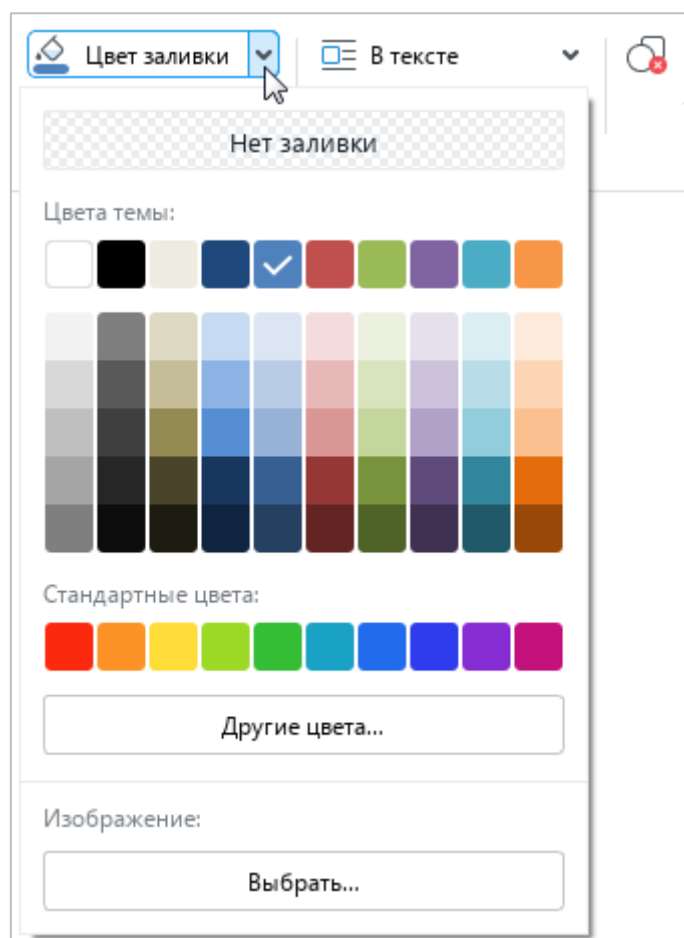 Цвет заливки
В тексте
Нет заливки
Цвета темы:
Стандартные цвета:
Другие цвета...
Изображение:
Выбрать...